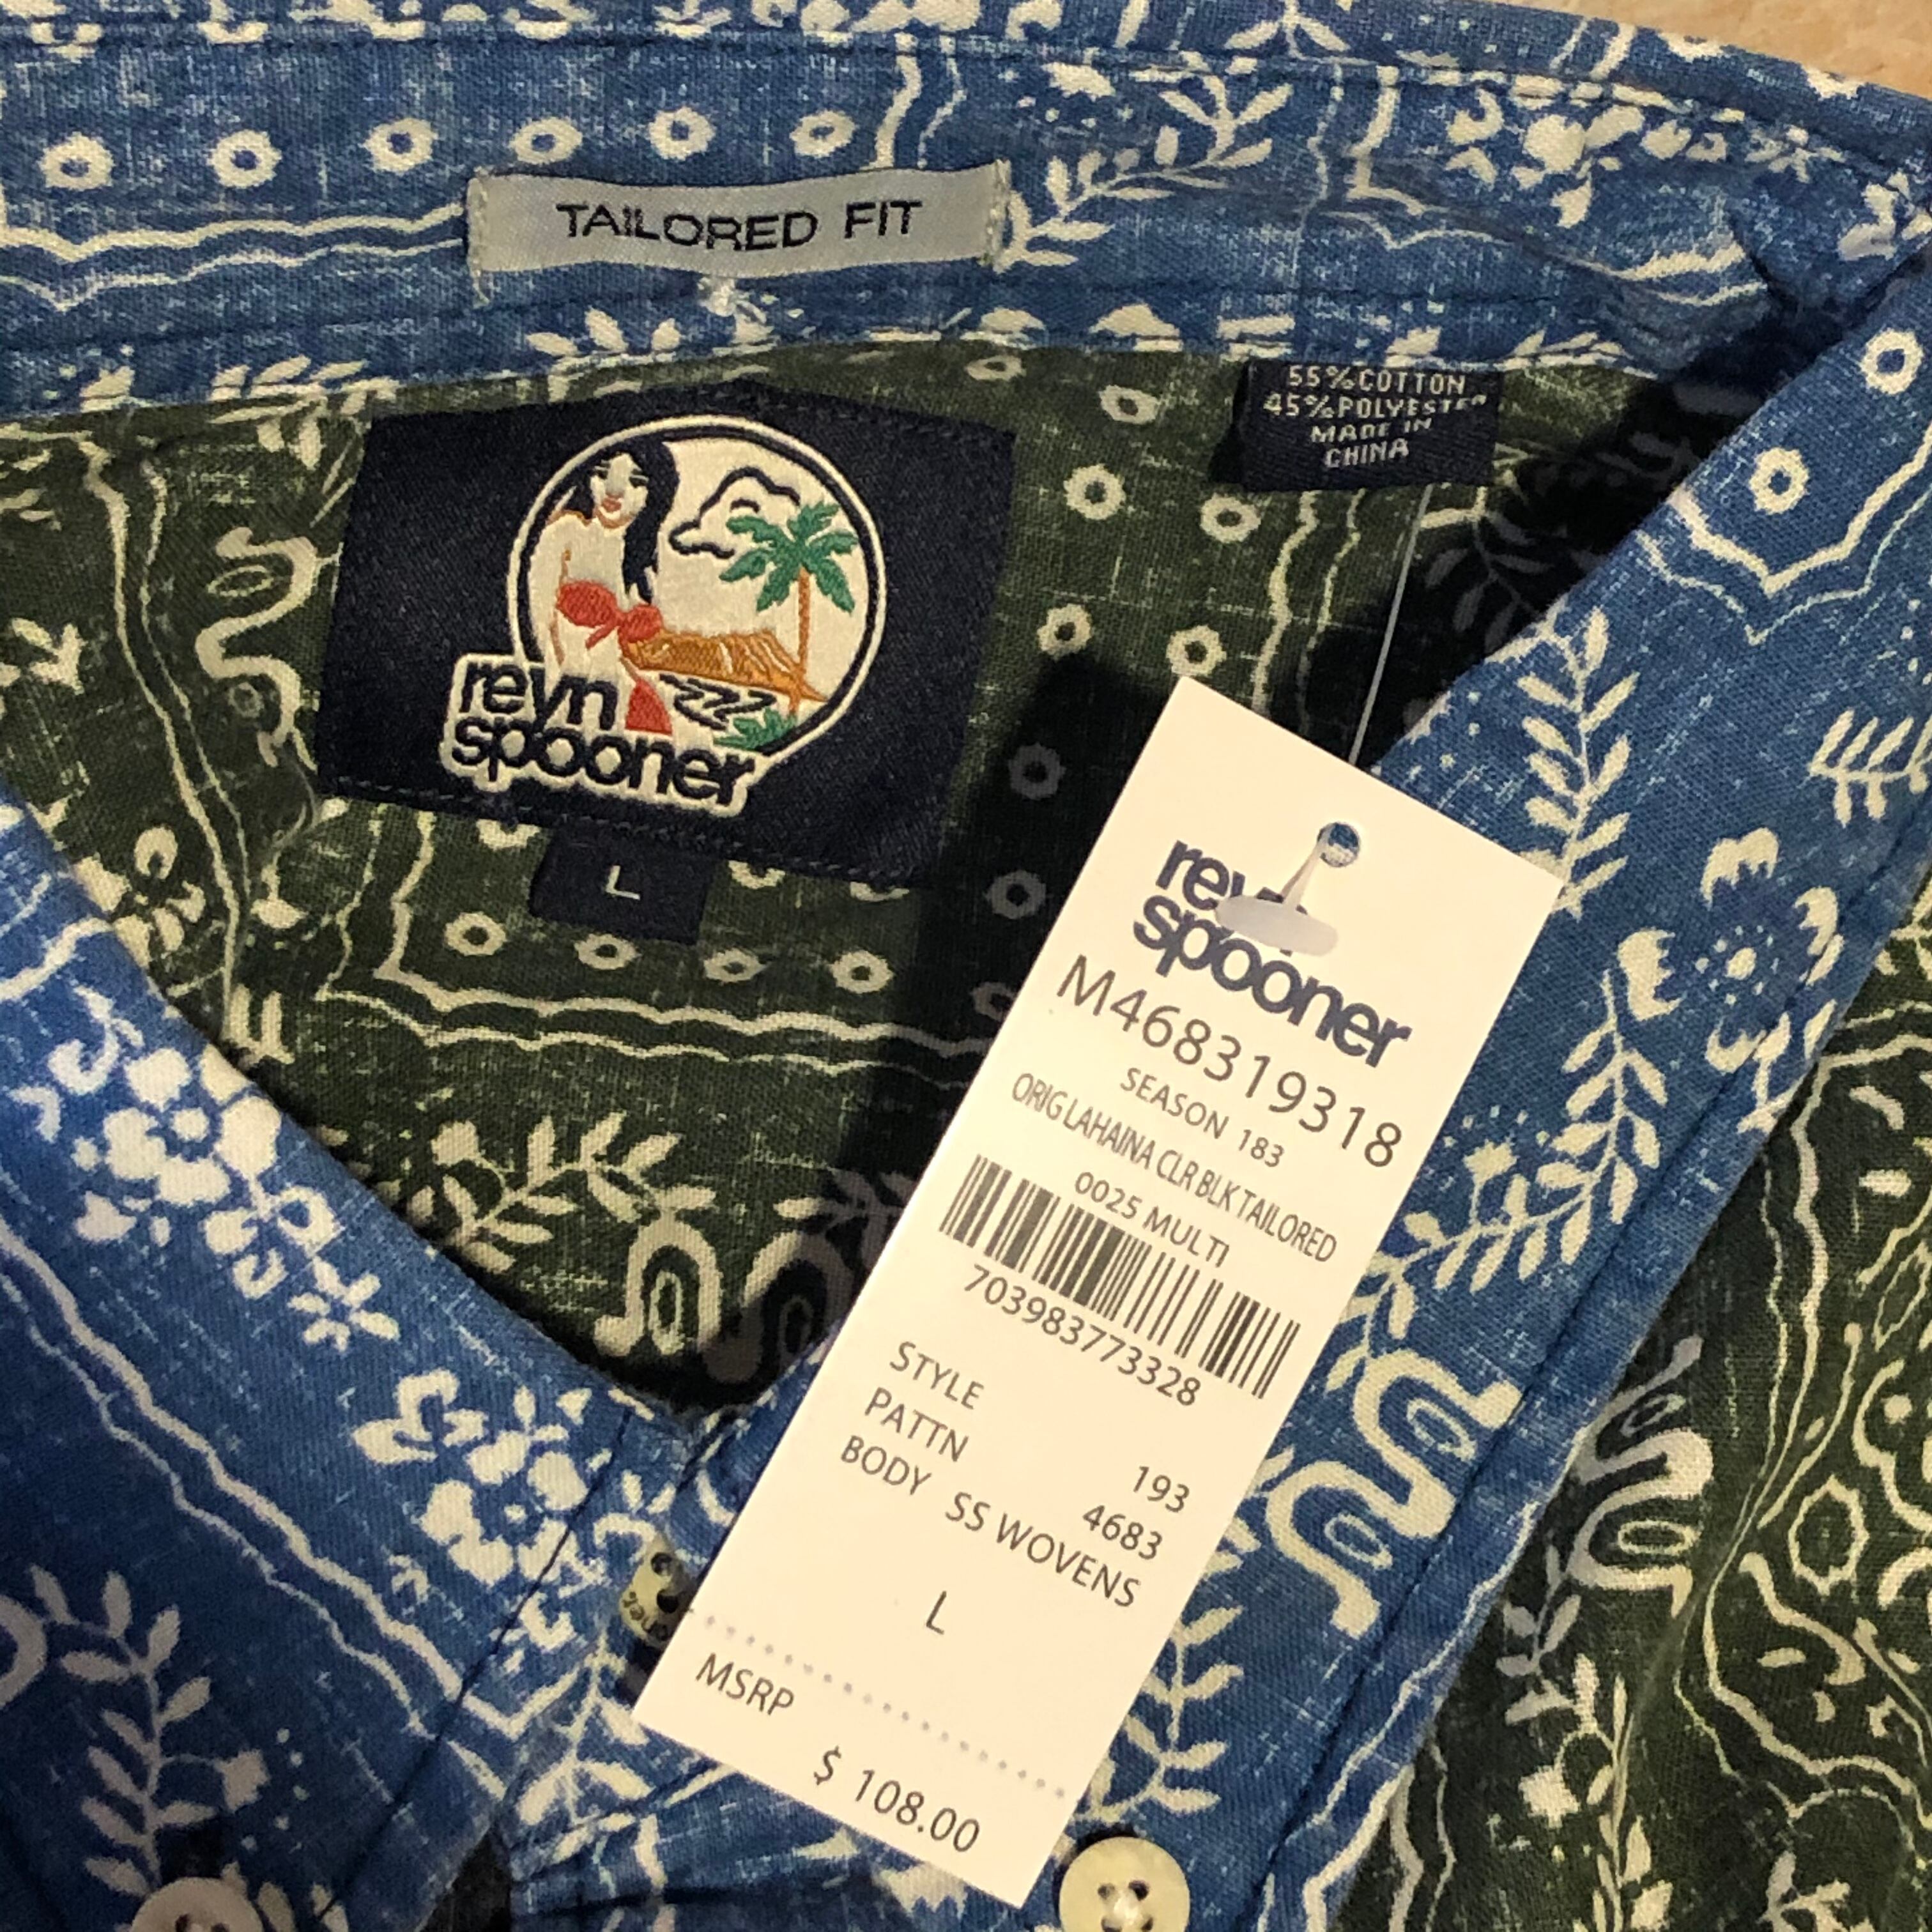 TAILORED FIT
55%COTTON
45%POLYESTER
MADE IN
CHINA
reyn
spooner
L
reyn
spooner
M468319318
SEASON 183
ORIG LAHAINA CLR BLK TAILORED
0025 MULTI
703983773328
STYLE 193
PATTN 4683
BODY SS WOVENS
L
MSRP
$ 108.00